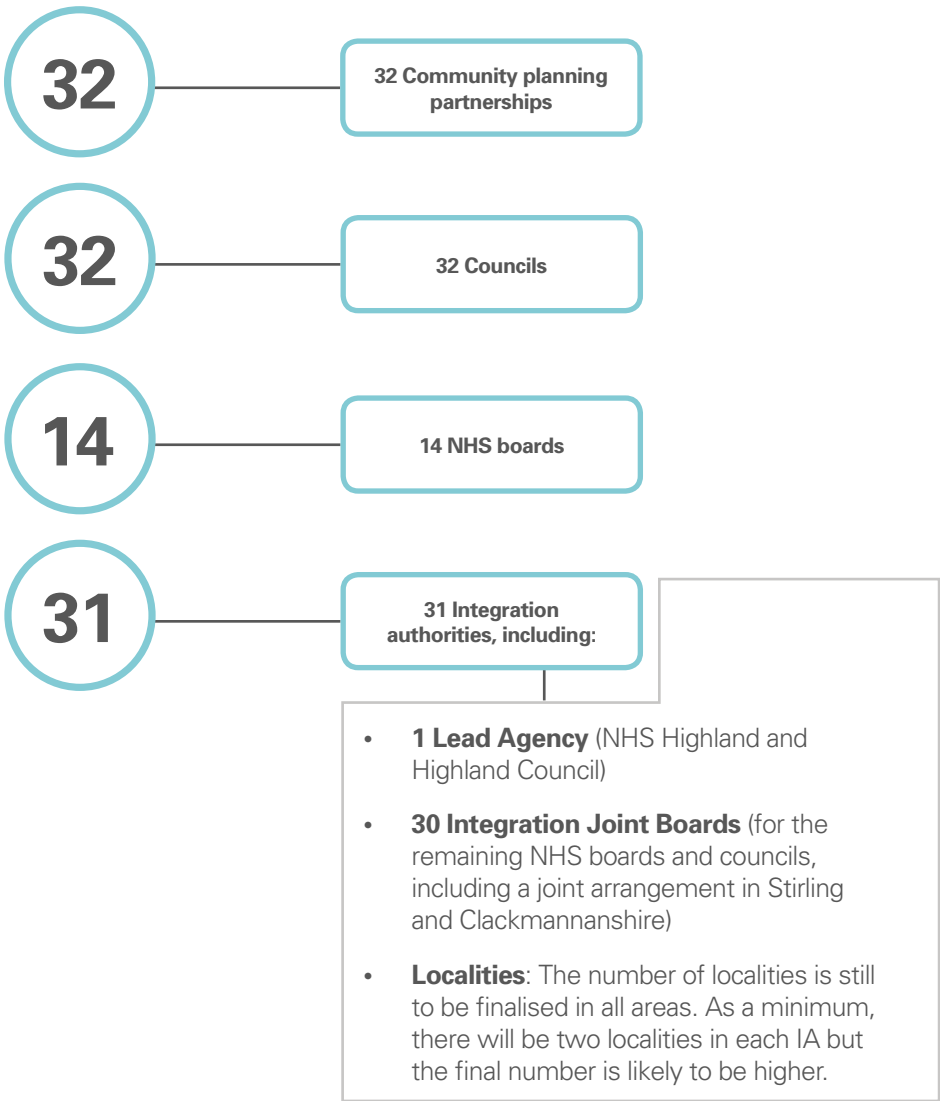 32
32 Community planning
partnerships
32
32 Councils
14
14 NHS boards
31
31 Integration
authorities, including:
• 1 Lead Agency (NHS Highland and
Highland Council)
• 30 Integration Joint Boards (for the
remaining NHS boards and councils,
including a joint arrangement in Stirling
and Clackmannanshire)
• Localities: The number of localities is still
to be finalised in all areas. As a minimum,
there will be two localities in each IA but
the final number is likely to be higher.